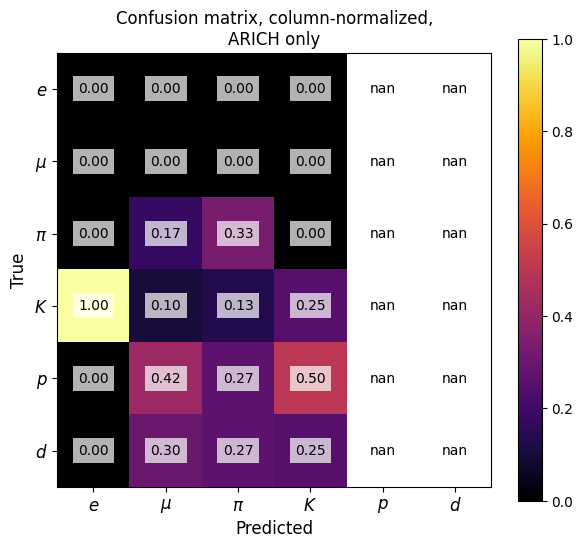 Confusion matrix, column-normalized,
ARICH only
e 0.00 0.00 0.00 0.00 nan nan
μ 0.00 0.00 0.00 0.00 nan nan
π 0.00 0.17 0.33 0.00 nan nan
K 1.00 0.10 0.13 0.25 nan nan
p 0.00 0.42 0.27 0.50 nan nan
d 0.00 0.30 0.27 0.25 nan nan
e μ π K p d
Predicted
True
1.0
0.8
0.6
0.4
0.2
0.0